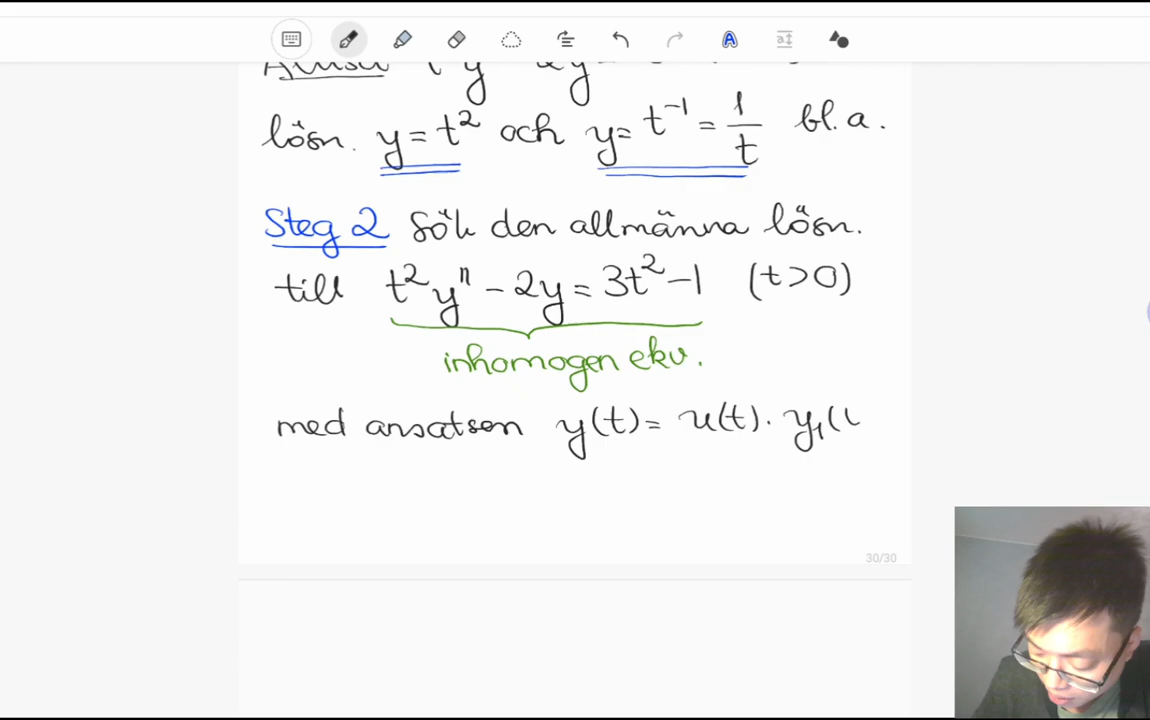 lösn. y = t² och y = t⁻¹ = 1/t bl.a.
Steg 2 Sök den allmänna lösn.
till t²y'' - 2y = 3t² - 1 (t > 0)
inhomogen ekv.
med ansatsen y(t) = u(t) · y₁(t
30/30